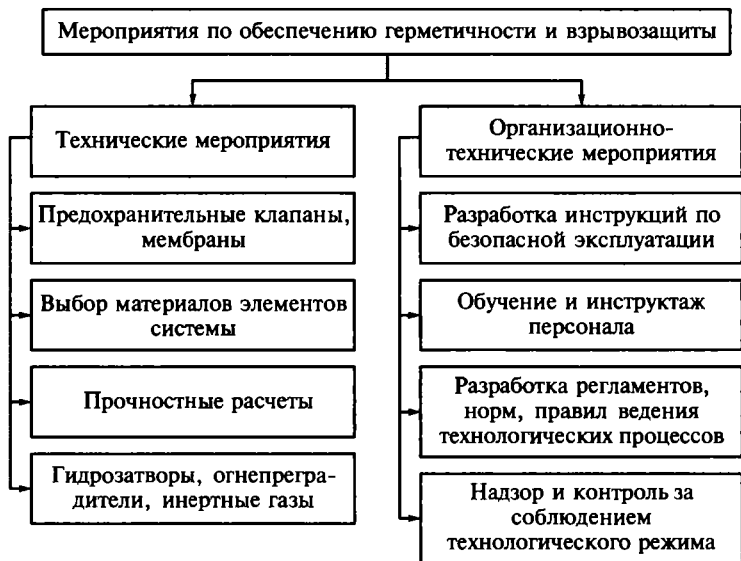 Мероприятия по обеспечению герметичности и взрывозащиты
Технические мероприятия
Предохранительные клапаны,
мембраны
Выбор материалов элементов
системы
Прочностные расчеты
Гидрозатворы, огнепрегра-
дители, инертные газы
Организационно-
технические мероприятия
Разработка инструкций по
безопасной эксплуатации
Обучение и инструктаж
персонала
Разработка регламентов,
норм, правил ведения
технологических процессов
Надзор и контроль за
соблюдением
технологического режима